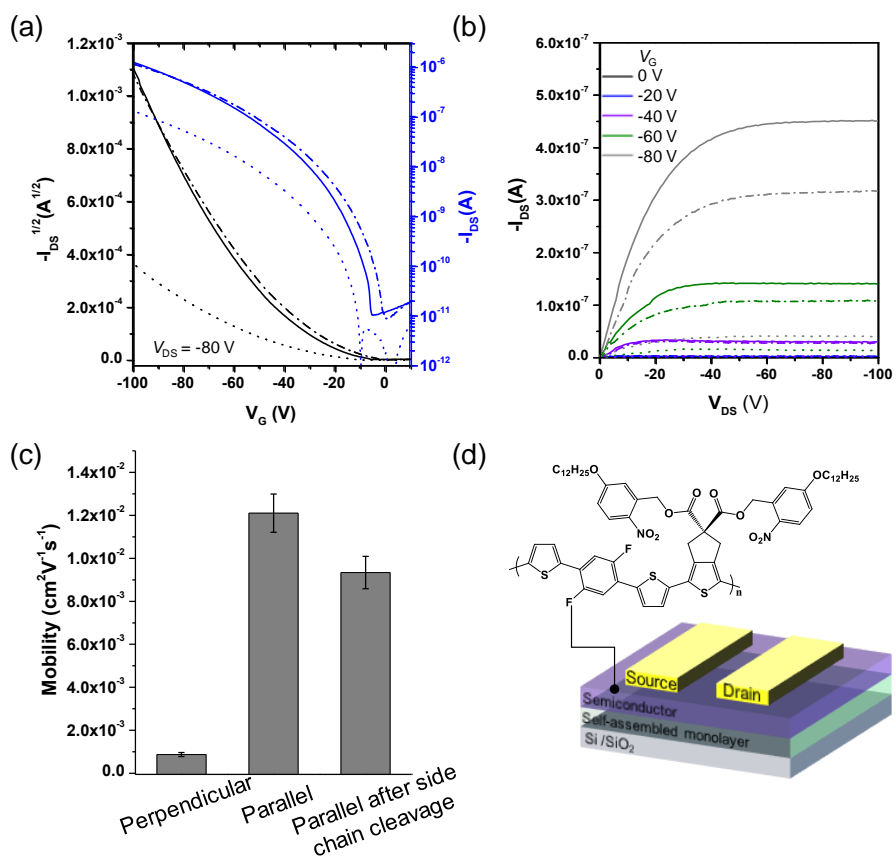 (a)
1.2x10⁻³
1.0x10⁻³
8.0x10⁻⁴
6.0x10⁻⁴
4.0x10⁻⁴
2.0x10⁻⁴
0.0
-I_DS^1/2(A^1/2)
V_DS = -80 V
10⁻⁶
10⁻⁷
10⁻⁸
10⁻⁹
10⁻¹⁰
10⁻¹¹
10⁻¹²
-I_DS(A)
-100 -80 -60 -40 -20 0
V_G (V)
(b)
6.0x10⁻⁷
5.0x10⁻⁷
4.0x10⁻⁷
3.0x10⁻⁷
2.0x10⁻⁷
1.0x10⁻⁷
0.0
-I_DS(A)
V_G
0 V
-20 V
-40 V
-60 V
-80 V
0 -20 -40 -60 -80 -100
V_DS (V)
(c)
1.4x10⁻²
1.2x10⁻²
1.0x10⁻²
8.0x10⁻³
6.0x10⁻³
4.0x10⁻³
2.0x10⁻³
0.0
Mobility (cm²V⁻¹s⁻¹)
Perpendicular
Parallel
Parallel after side
chain cleavage
(d)
C₁₂H₂₅O
OC₁₂H₂₅
O O
NO₂ O O NO₂
F
S S S
F
n
Source
Drain
Semiconductor
Self-assembled monolayer
Si /SiO₂